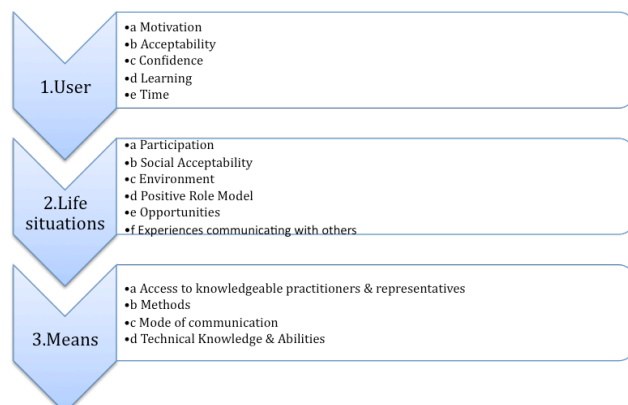 1.User
•a Motivation
•b Acceptability
•c Confidence
•d Learning
•e Time
2.Life
situations
•a Participation
•b Social Acceptability
•c Environment
•d Positive Role Model
•e Opportunities
•f Experiences communicating with others
3.Means
•a Access to knowledgeable practitioners & representatives
•b Methods
•c Mode of communication
•d Technical Knowledge & Abilities